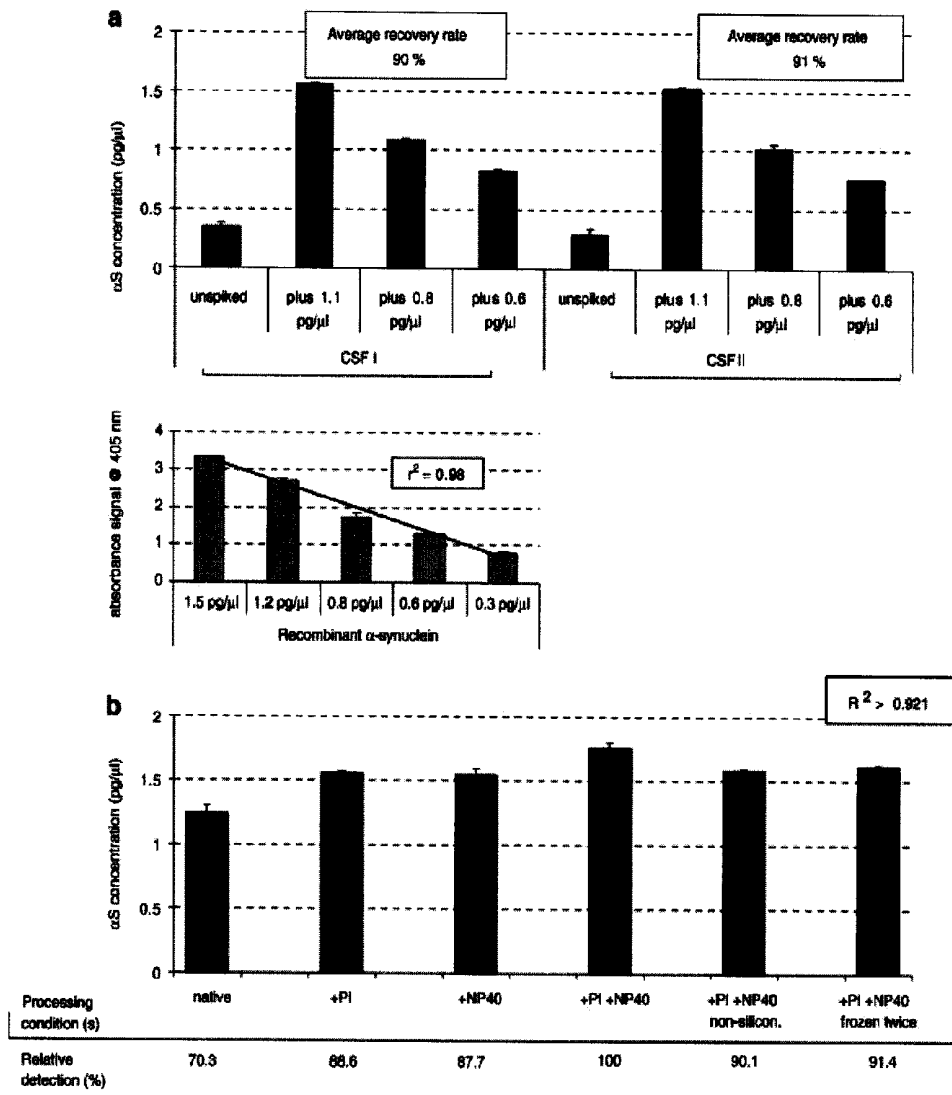 a
Average recovery rate
90 %
Average recovery rate
91 %
αS concentration (pg/µl)
2
1.5
1
0.5
0
unspiked
plus 1.1 pg/µl
plus 0.8 pg/µl
plus 0.6 pg/µl
unspiked
plus 1.1 pg/µl
plus 0.8 pg/µl
plus 0.6 pg/µl
CSF I
CSF II
absorbance signal @ 405 nm
4
3
2
1
0
r² = 0.98
1.5 pg/µl
1.2 pg/µl
0.8 pg/µl
0.6 pg/µl
0.3 pg/µl
Recombinant α-synuclein
b
R² > 0.921
αS concentration (pg/µl)
2
1.5
1
0.5
0
Processing condition (s)
native
+PI
+NP40
+PI +NP40
+PI +NP40 non-silicon.
+PI +NP40 frozen twice
Relative detection (%)
70.3
88.6
87.7
100
90.1
91.4